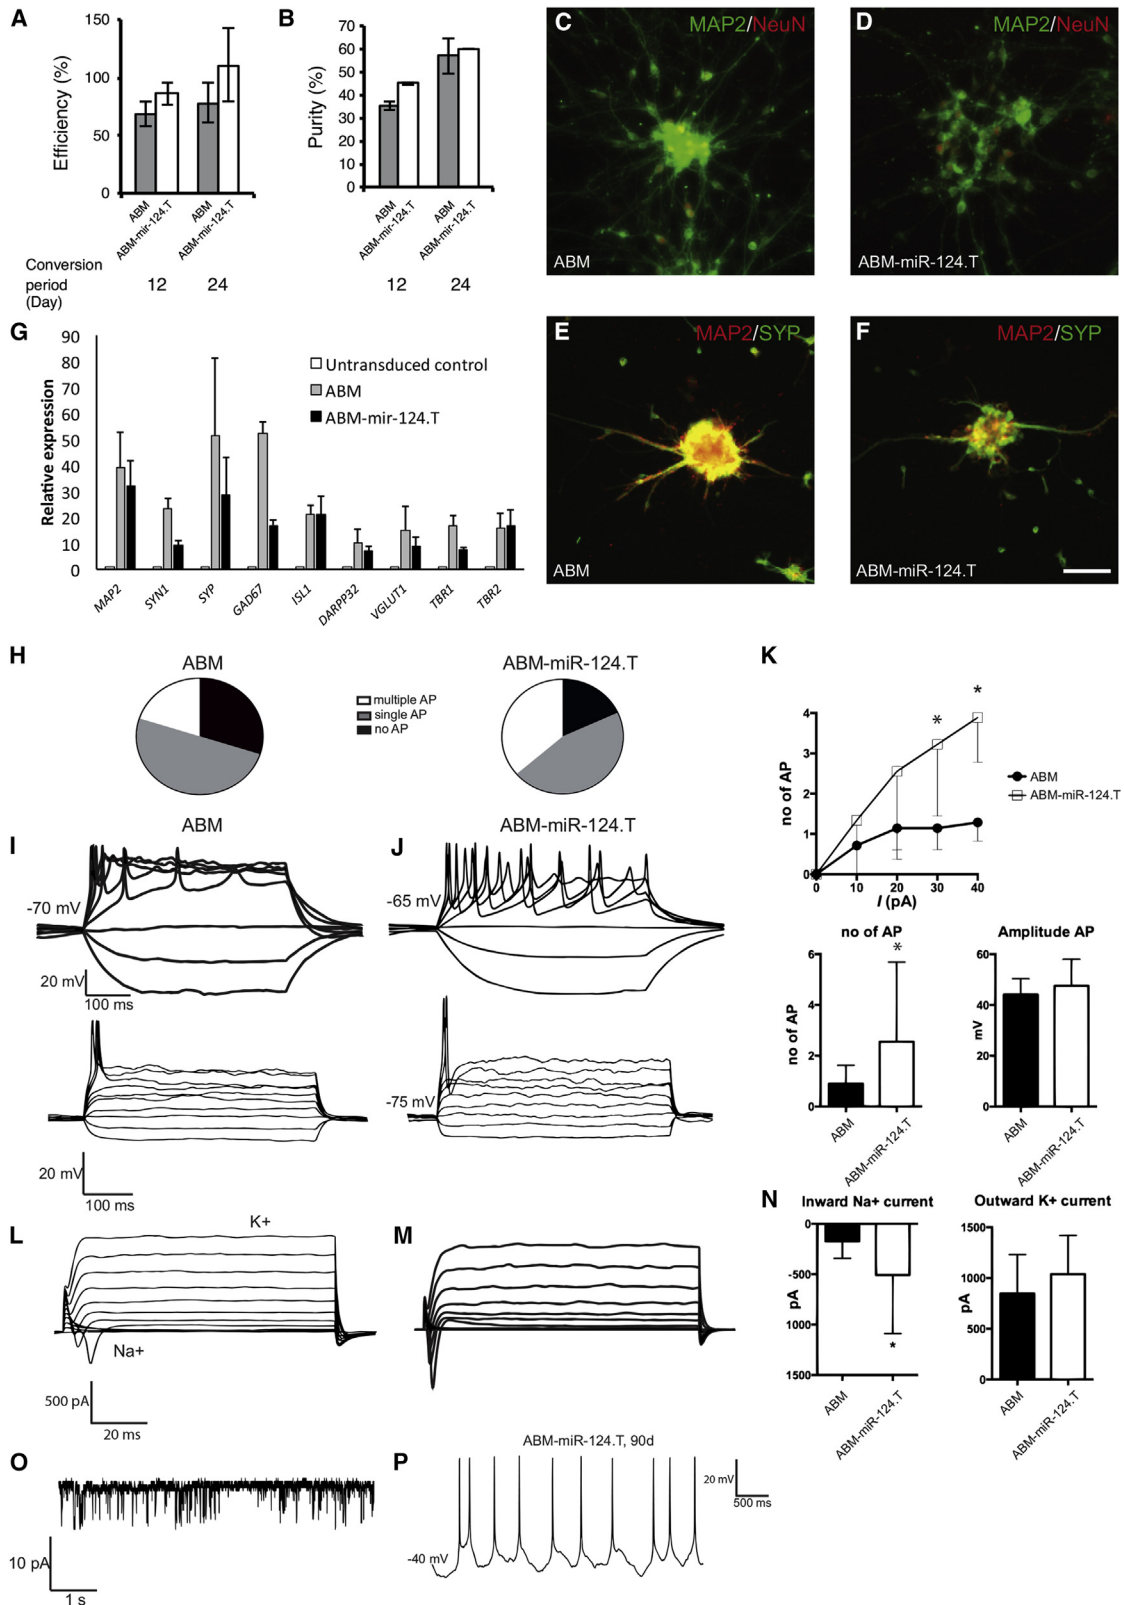 A
Efficiency (%)
150
100
50
0
ABM
ABM-mir-124.T
ABM
ABM-mir-124.T
Conversion
period
(Day)
12
24
B
Purity (%)
70
60
50
40
30
20
10
0
ABM
ABM-mir-124.T
ABM
ABM-mir-124.T
12
24
C
MAP2/NeuN
ABM
D
MAP2/NeuN
ABM-miR-124.T
G
Relative expression
90
80
70
60
50
40
30
20
10
0
Untransduced control
ABM
ABM-mir-124.T
MAP2
SYN1
SYP
GAD67
ISL1
DARPP32
VGLUT1
TBR1
TBR2
E
MAP2/SYP
ABM
F
MAP2/SYP
ABM-miR-124.T
H
ABM
multiple AP
single AP
no AP
ABM-miR-124.T
K
no of AP
4
3
2
1
0
*
*
0
10
20
30
40
I (pA)
ABM
ABM-miR-124.T
I
ABM
-70 mV
20 mV
100 ms
20 mV
100 ms
J
ABM-miR-124.T
-65 mV
-75 mV
no of AP
no of AP
6
4
2
0
*
ABM
ABM-miR-124.T
Amplitude AP
mV
60
40
20
0
ABM
ABM-miR-124.T
L
K+
Na+
500 pA
20 ms
M
N
Inward Na+ current
pA
0
-500
1000
1500
*
ABM
ABM-miR-124.T
Outward K+ current
pA
1500
1000
500
0
ABM
ABM-miR-124.T
O
10 pA
1 s
P
ABM-miR-124.T, 90d
-40 mV
20 mV
500 ms